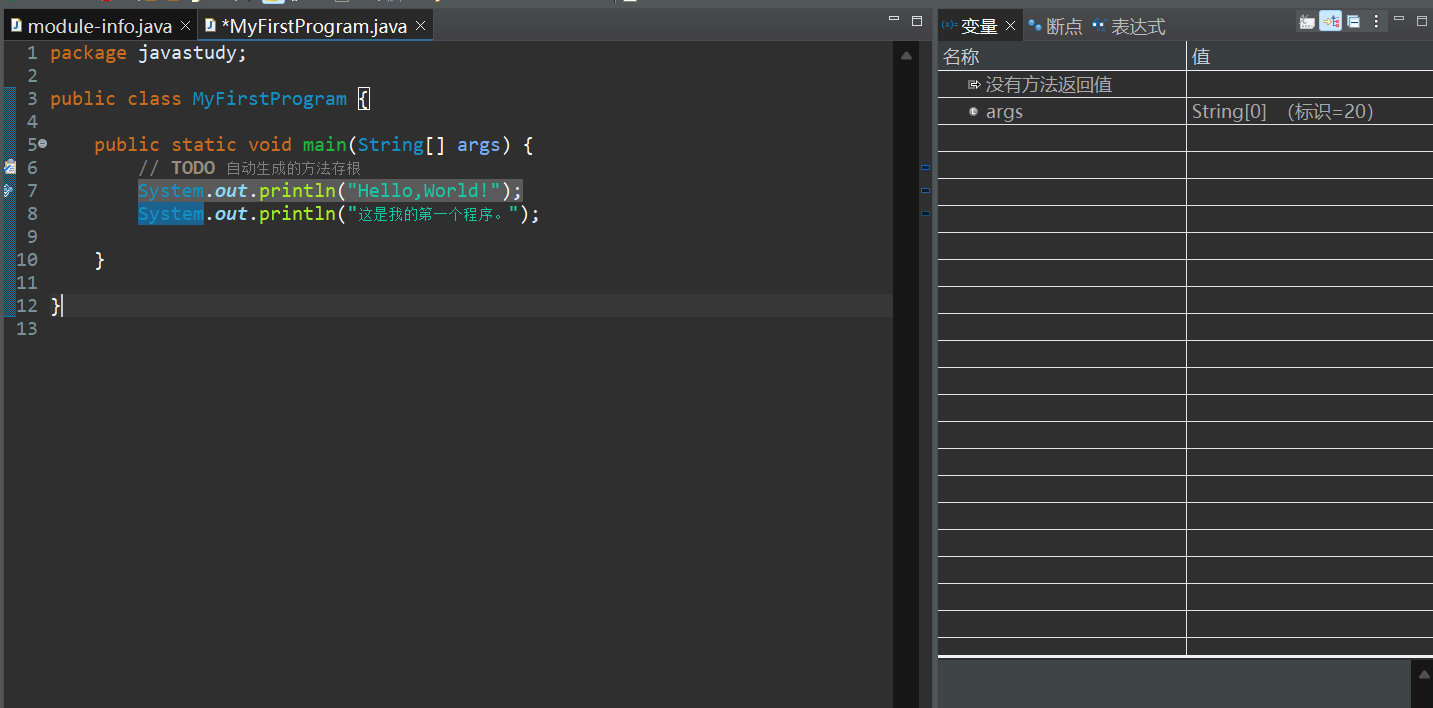 module-info.java
*MyFirstProgram.java
1 package javastudy;
2
3 public class MyFirstProgram {
4
5 public static void main(String[] args) {
6 // TODO 自动生成的方法存根
7 System.out.println("Hello,World!");
8 System.out.println("这是我的第一个程序。");
9
10 }
11
12 }
13
(x)= 变量
断点
表达式
名称 值
没有方法返回值
args String[0] （标识=20）